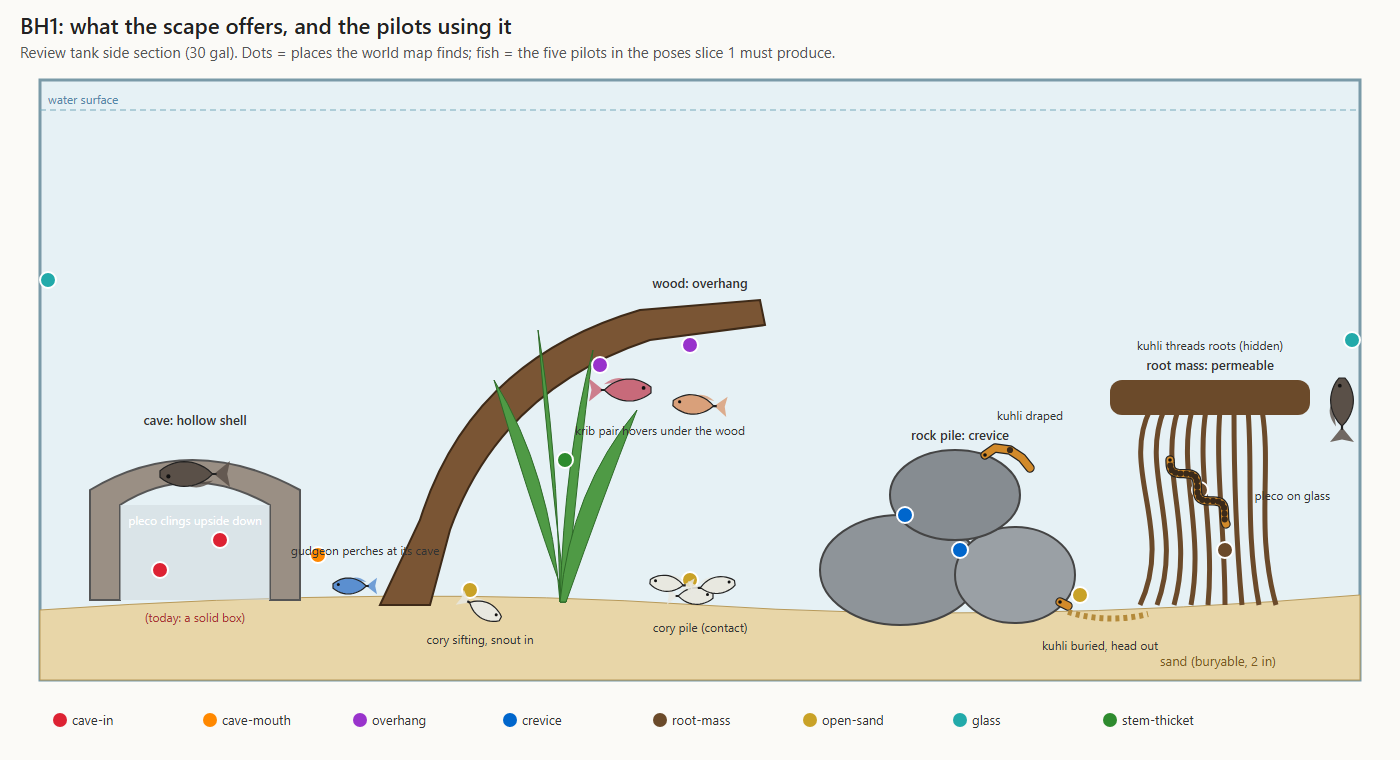 BH1: what the scape offers, and the pilots using it
Review tank side section (30 gal). Dots = places the world map finds; fish = the five pilots in the poses slice 1 must produce.
water surface
wood: overhang
kuhli threads roots (hidden)
root mass: permeable
cave: hollow shell
kuhli draped
krib pair hovers under the wood
rock pile: crevice
pleco on glass
pleco clings upside down
gudgeon perches at its cave
(today: a solid box)
cory pile (contact)
cory sifting, snout in
kuhli buried, head out
sand (buryable, 2 in)
cave-in
cave-mouth
overhang
crevice
root-mass
open-sand
glass
stem-thicket